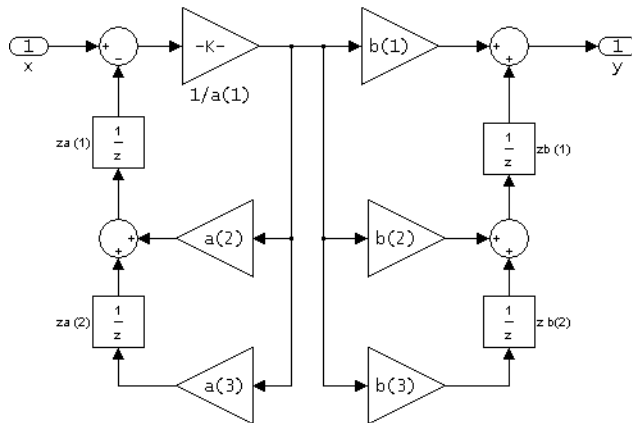 1
x
+
−
-K-
1/a(1)
b(1)
+
+
1
y
za (1)
1
z
1
z
zb (1)
+
+
a(2)
b(2)
+
+
za (2)
1
z
1
z
z b(2)
a(3)
b(3)